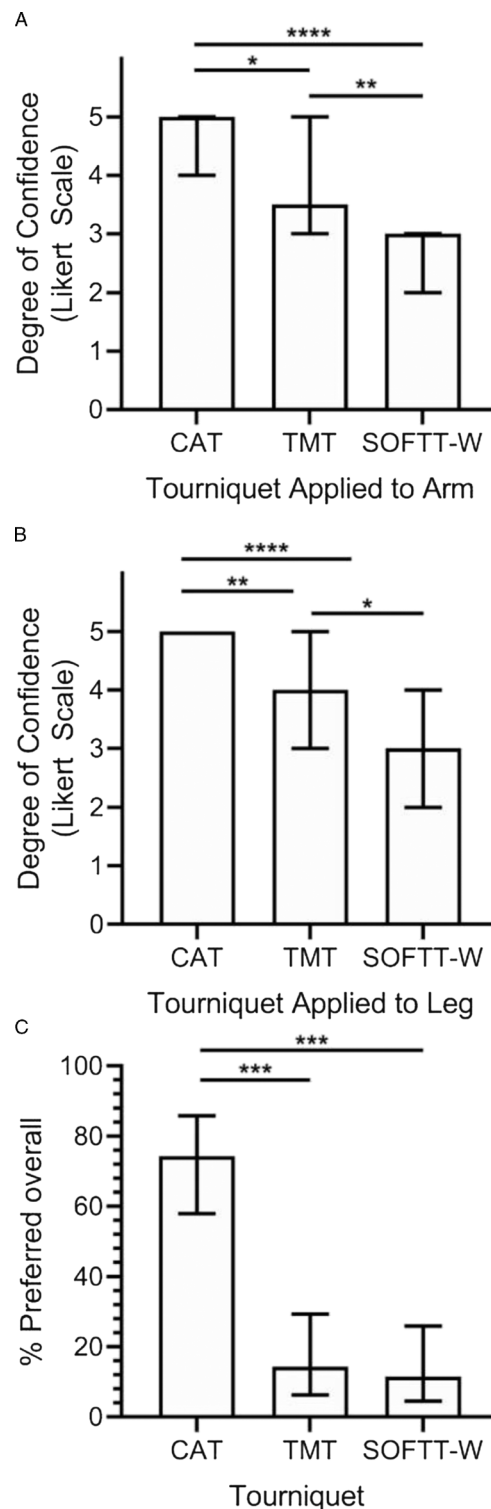 A
****
*
**
5
4
3
2
1
0
Degree of Confidence
(Likert Scale)
CAT TMT SOFTT-W
Tourniquet Applied to Arm
B
****
**
*
5
4
3
2
1
0
Degree of Confidence
(Likert Scale)
CAT TMT SOFTT-W
Tourniquet Applied to Leg
C
***
***
100
80
60
40
20
0
% Preferred overall
CAT TMT SOFTT-W
Tourniquet